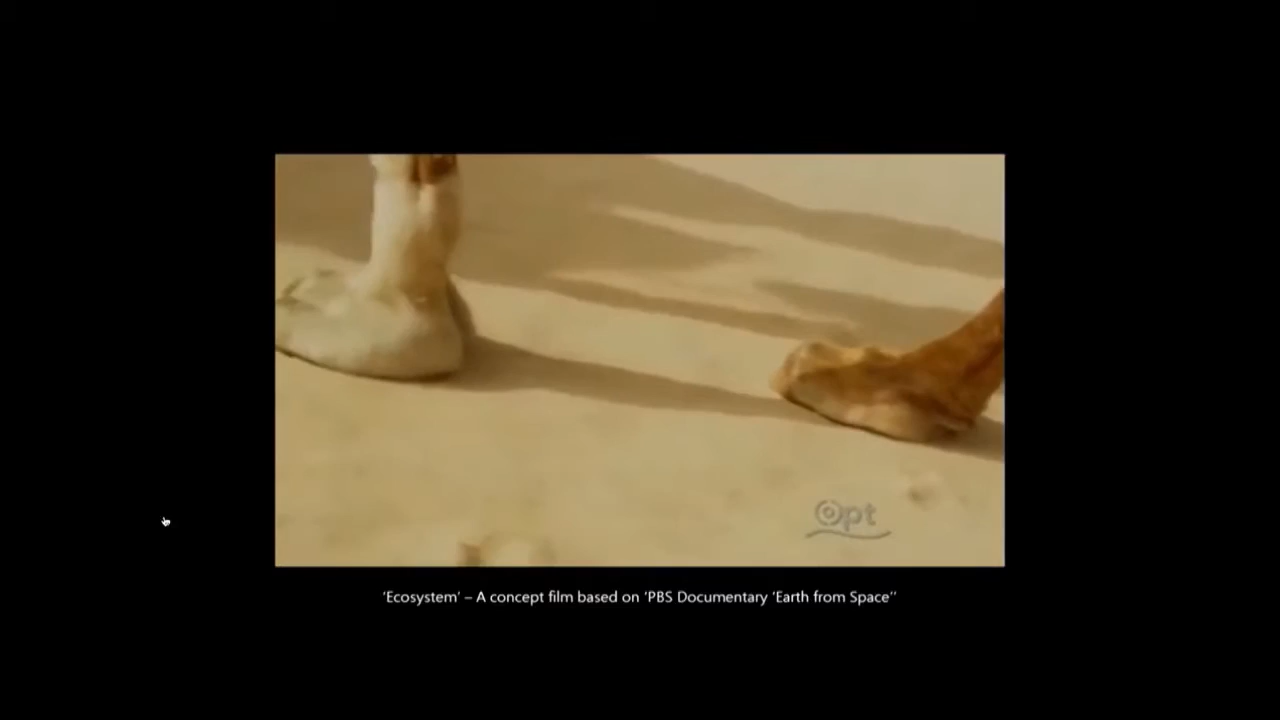 Opt
‘Ecosystem’ – A concept film based on ‘PBS Documentary ‘Earth from Space’’